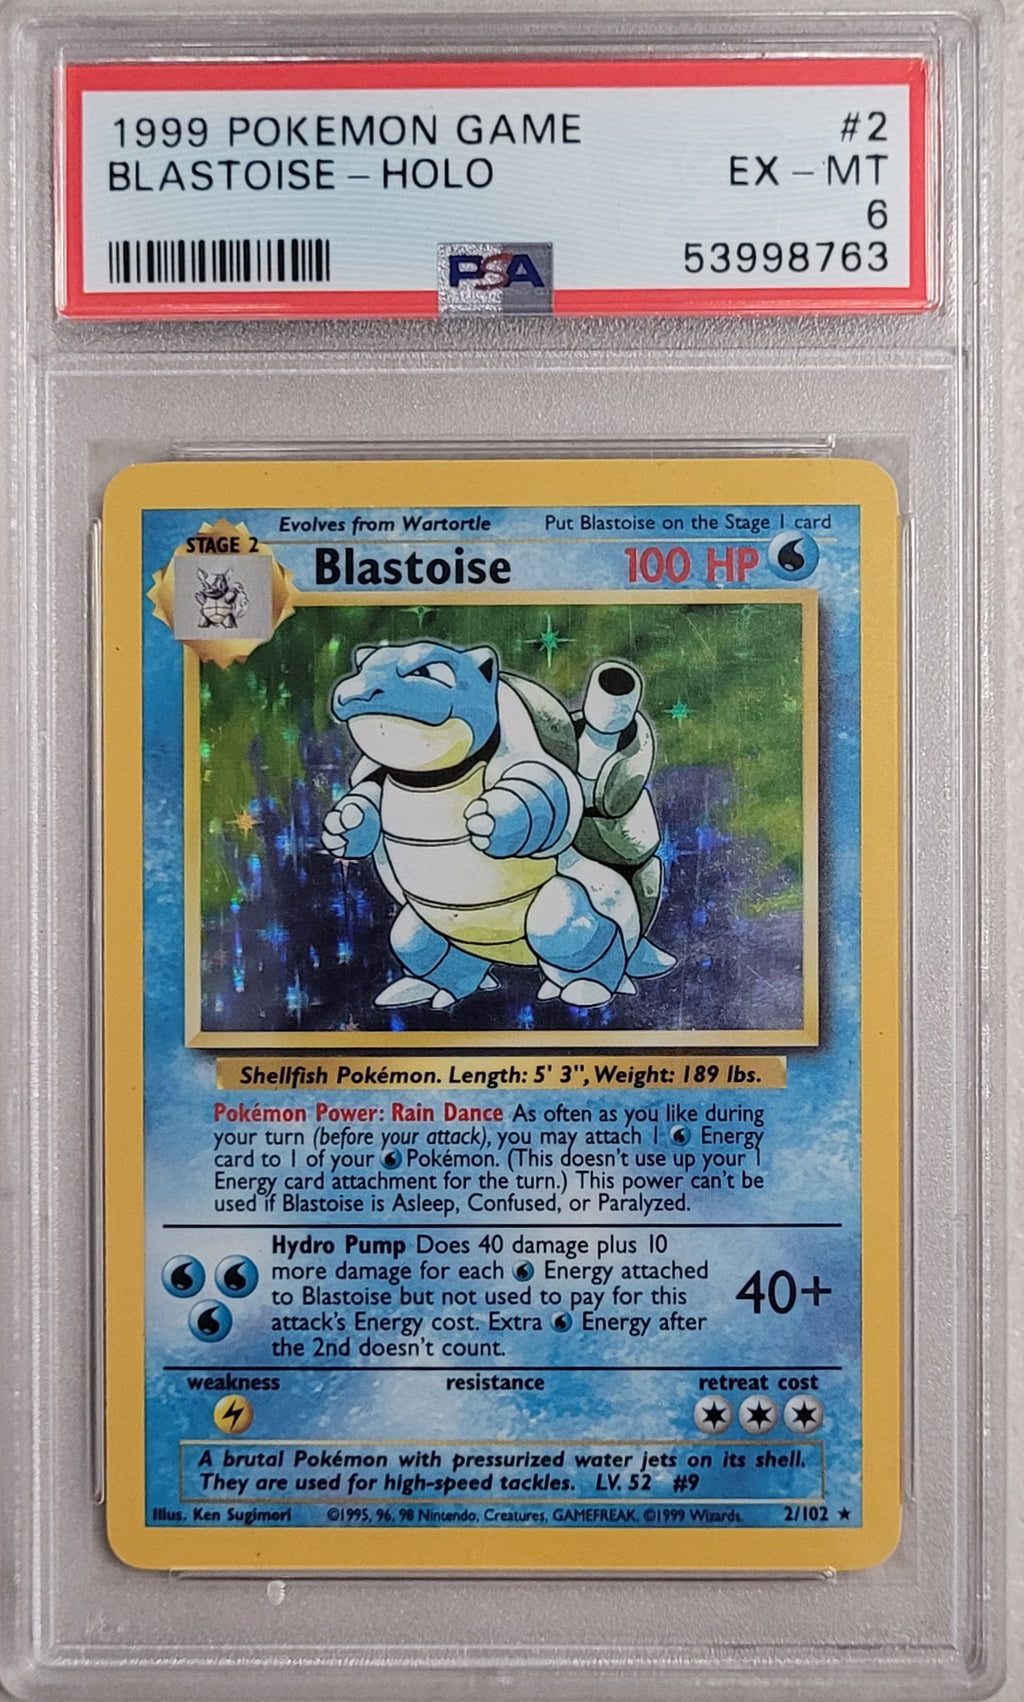 1999 POKEMON GAME #2
BLASTOISE – HOLO EX – MT
6
PSA 53998763
Evolves from Wartortle Put Blastoise on the Stage 1 card
STAGE 2
Blastoise 100 HP
Shellfish Pokémon. Length: 5' 3", Weight: 189 lbs.
Pokémon Power: Rain Dance As often as you like during
your turn (before your attack), you may attach 1 Energy
card to 1 of your Pokémon. (This doesn't use up your 1
Energy card attachment for the turn.) This power can't be
used if Blastoise is Asleep, Confused, or Paralyzed.
Hydro Pump Does 40 damage plus 10
more damage for each Energy attached
to Blastoise but not used to pay for this
attack's Energy cost. Extra Energy after
the 2nd doesn't count.
40+
weakness resistance retreat cost
A brutal Pokémon with pressurized water jets on its shell.
They are used for high-speed tackles. LV. 52 #9
Illus. Ken Sugimori ©1995, 96, 98 Nintendo, Creatures, GAMEFREAK. ©1999 Wizards. 2/102 ★